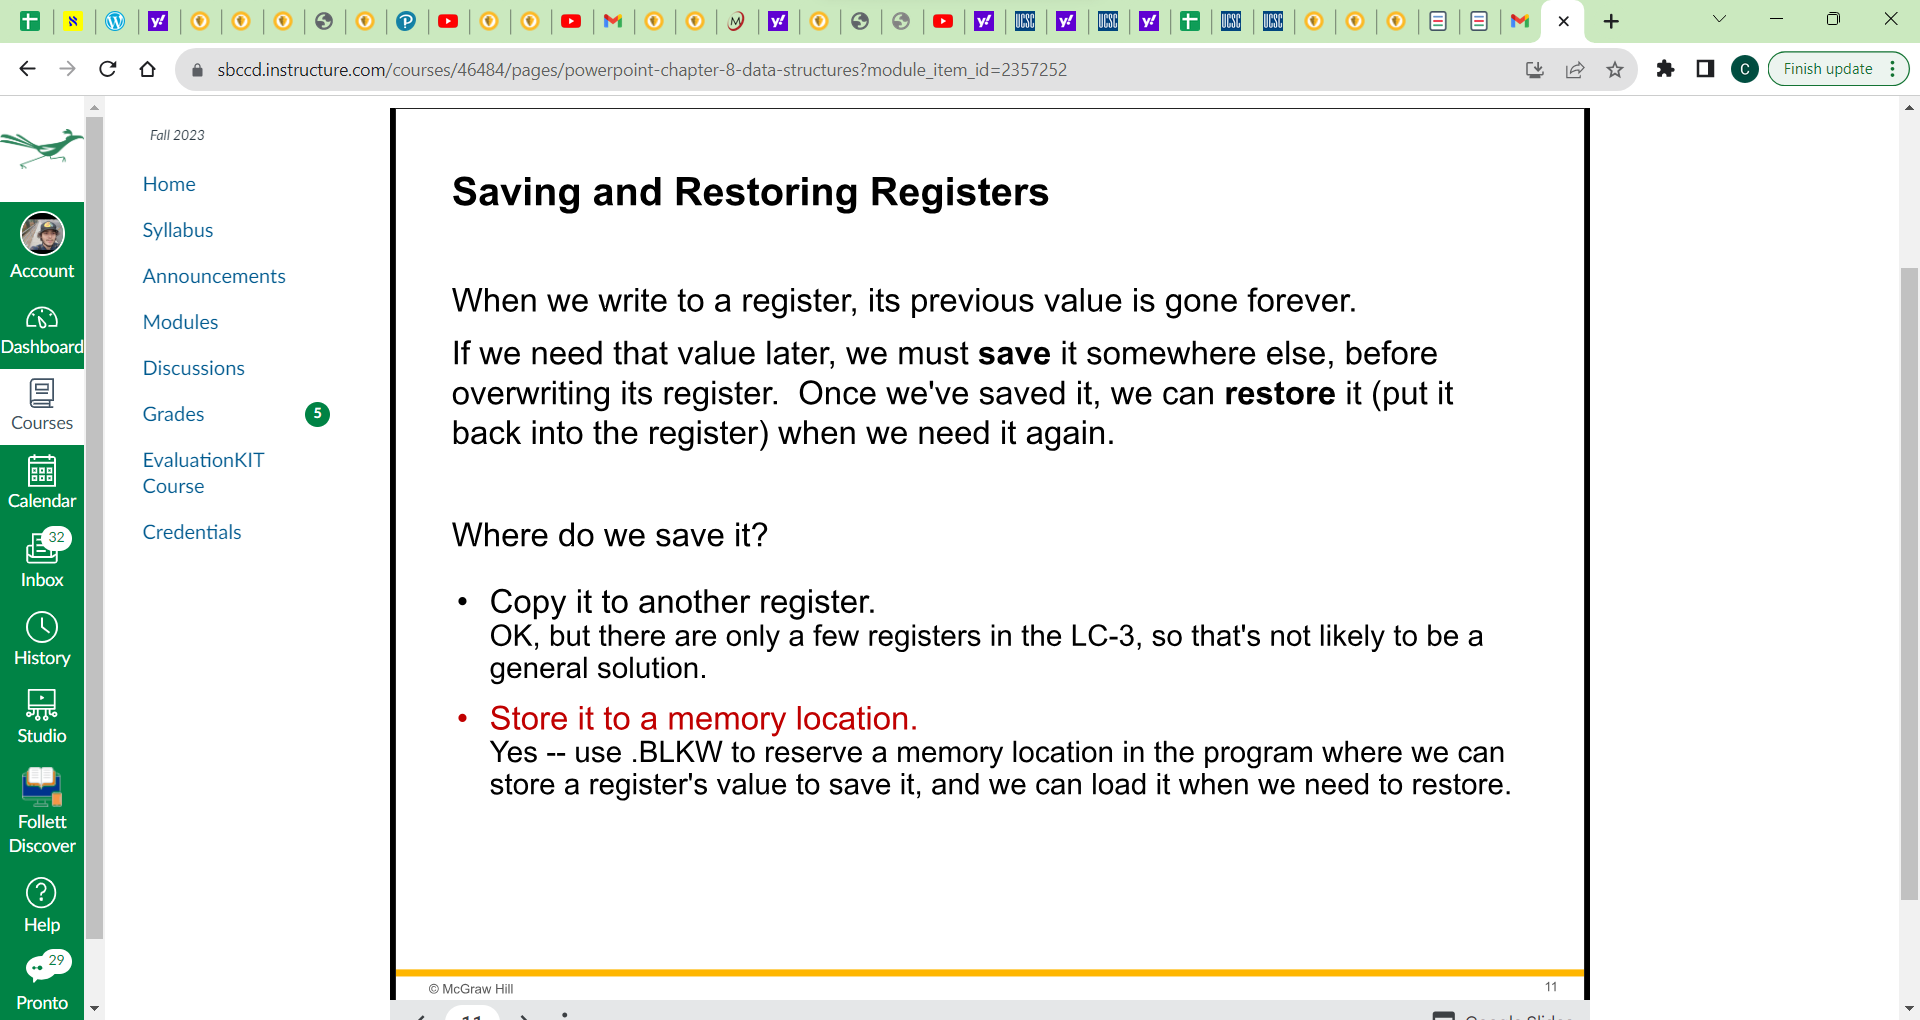 sbccd.instructure.com/courses/46484/pages/powerpoint-chapter-8-data-structures?module_item_id=2357252
C
Finish update
Fall 2023
Home
Syllabus
Announcements
Modules
Discussions
Grades
5
EvaluationKIT
Course
Credentials
Account
Dashboard
Courses
Calendar
32
Inbox
History
Studio
Follett
Discover
Help
29
Pronto
Saving and Restoring Registers
When we write to a register, its previous value is gone forever.
If we need that value later, we must save it somewhere else, before
overwriting its register. Once we've saved it, we can restore it (put it
back into the register) when we need it again.
Where do we save it?
• Copy it to another register.
OK, but there are only a few registers in the LC-3, so that's not likely to be a
general solution.
• Store it to a memory location.
Yes -- use .BLKW to reserve a memory location in the program where we can
store a register's value to save it, and we can load it when we need to restore.
© McGraw Hill
11